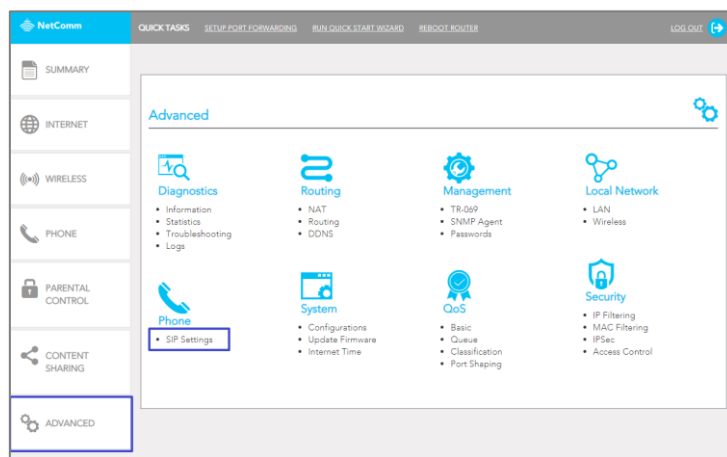 NetComm
QUICK TASKS SETUP PORT FORWARDING RUN QUICK START WIZARD REBOOT ROUTER LOG OUT
SUMMARY
INTERNET
WIRELESS
PHONE
PARENTAL
CONTROL
CONTENT
SHARING
ADVANCED
Advanced
Diagnostics
• Information
• Statistics
• Troubleshooting
• Logs
Routing
• NAT
• Routing
• DDNS
Management
• TR-069
• SNMP Agent
• Passwords
Local Network
• LAN
• Wireless
Phone
• SIP Settings
System
• Configurations
• Update Firmware
• Internet Time
QoS
• Basic
• Queue
• Classification
• Port Shaping
Security
• IP Filtering
• MAC Filtering
• IPSec
• Access Control